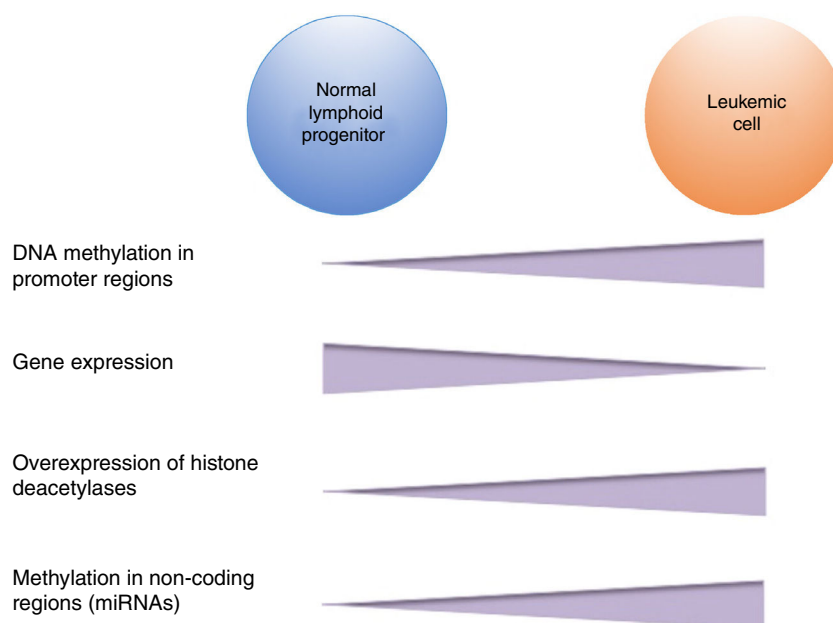 Normal
lymphoid
progenitor
Leukemic
cell
DNA methylation in
promoter regions
Gene expression
Overexpression of histone
deacetylases
Methylation in non-coding
regions (miRNAs)